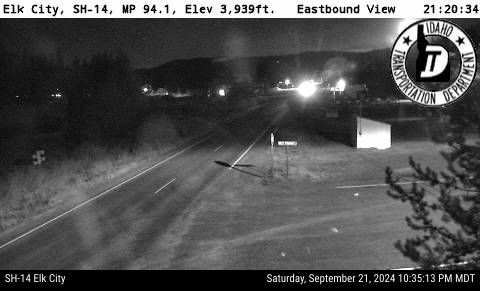 Elk City, SH-14, MP 94.1, Elev 3,939ft. Eastbound View 21:20:34
IDAHO
TRANSPORTATION DEPARTMENT
SH-14 Elk City Saturday, September 21, 2024 10:35:13 PM MDT